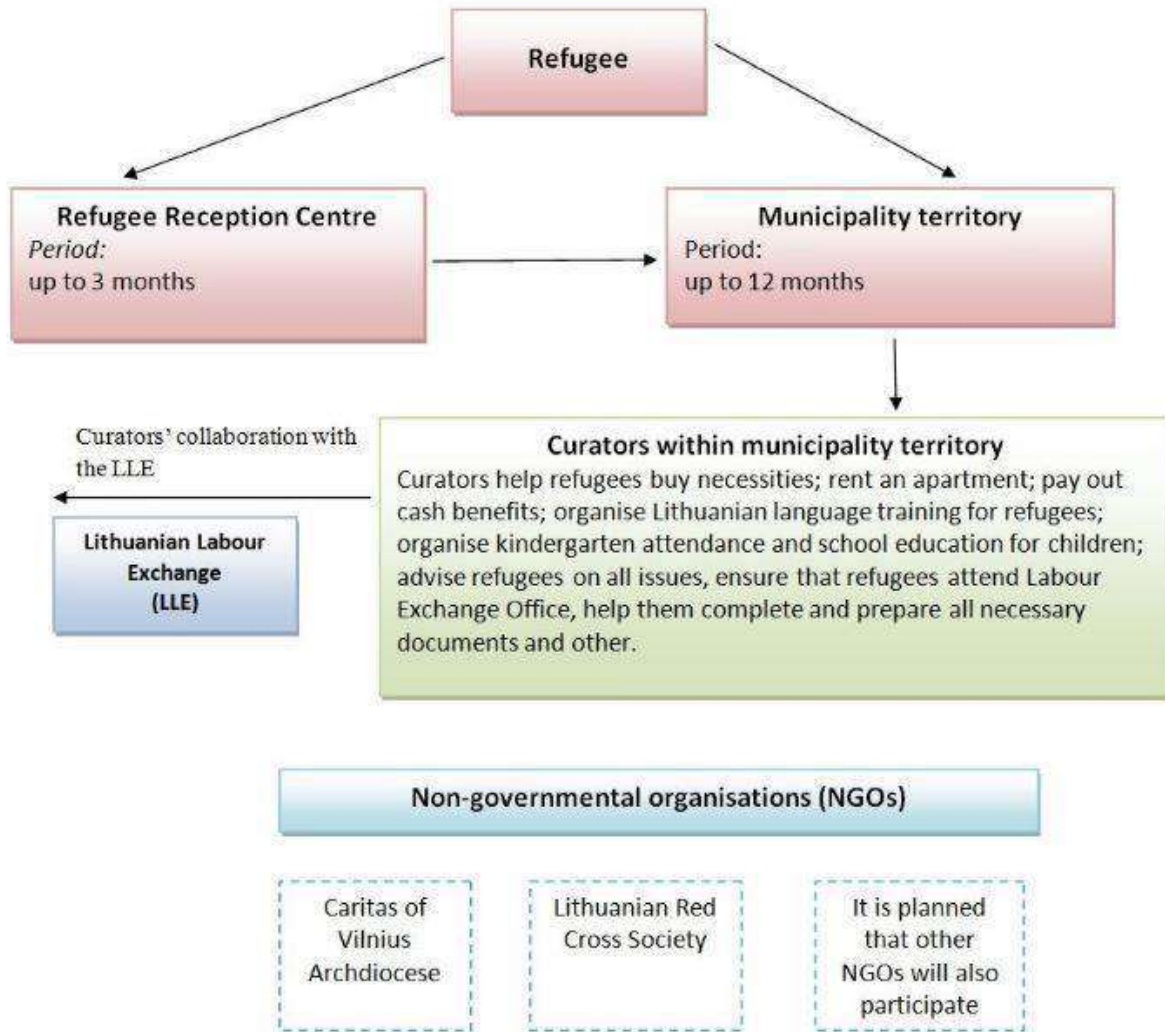 Refugee
Refugee Reception Centre
Period:
up to 3 months
Municipality territory
Period:
up to 12 months
Curators' collaboration with
the LLE
Lithuanian Labour
Exchange
(LLE)
Curators within municipality territory
Curators help refugees buy necessities; rent an apartment; pay out
cash benefits; organise Lithuanian language training for refugees;
organise kindergarten attendance and school education for children;
advise refugees on all issues, ensure that refugees attend Labour
Exchange Office, help them complete and prepare all necessary
documents and other.
Non-governmental organisations (NGOs)
Caritas of
Vilnius
Archdiocese
Lithuanian Red
Cross Society
It is planned
that other
NGOs will also
participate